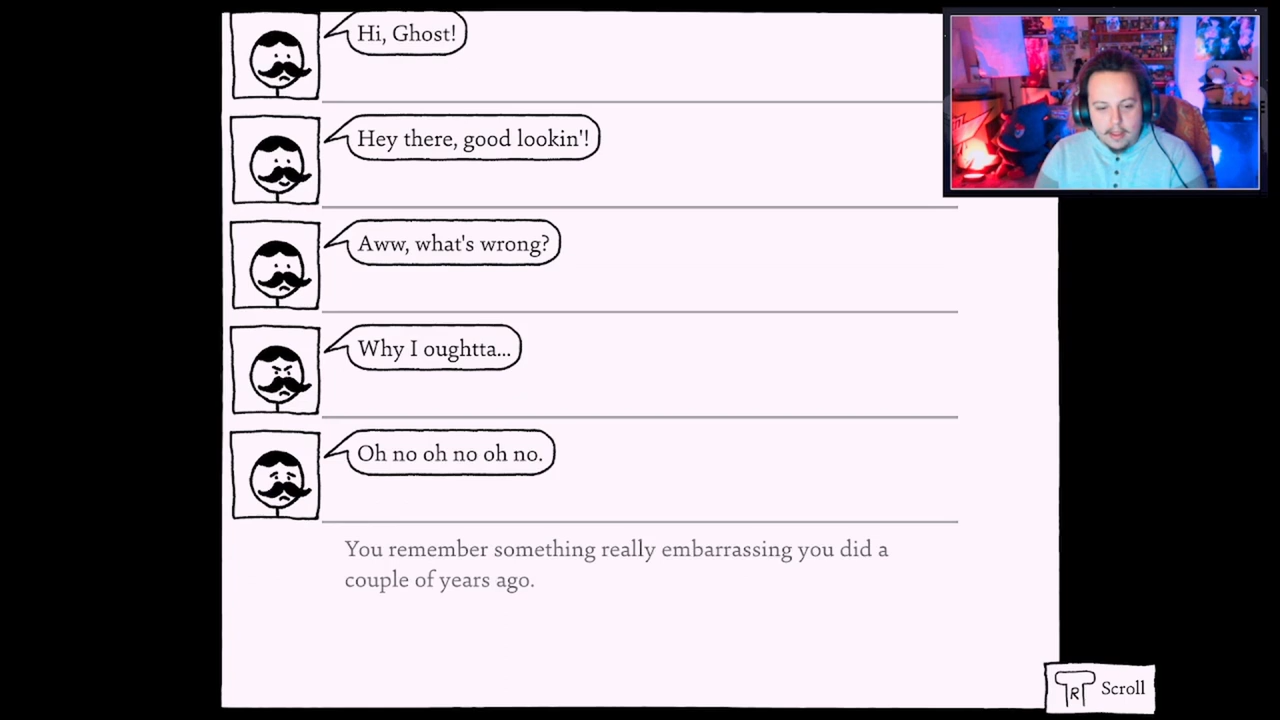 Hi, Ghost!
Hey there, good lookin'!
Aww, what's wrong?
Why I oughtta...
Oh no oh no oh no.
You remember something really embarrassing you did a
couple of years ago.
R Scroll